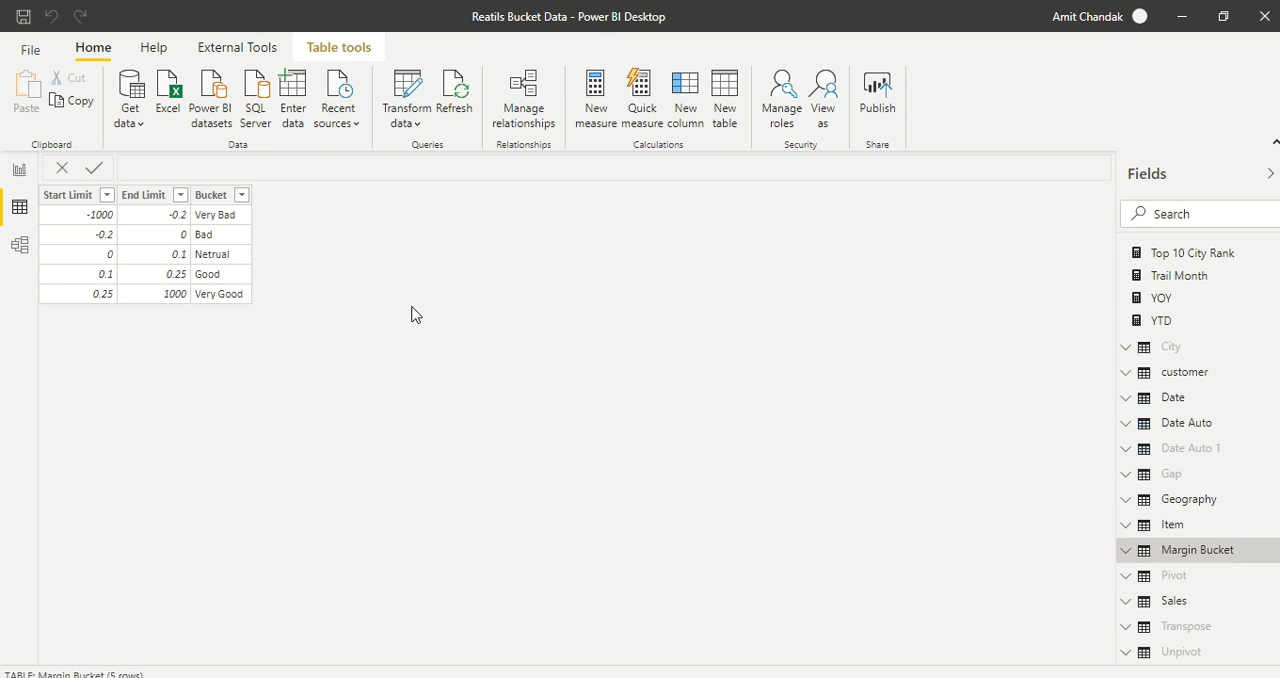 Reatils Bucket Data - Power BI Desktop
Amit Chandak
File
Home
Help
External Tools
Table tools
Paste
Cut
Copy
Clipboard
Get data
Excel
Power BI datasets
SQL Server
Enter data
Recent sources
Data
Transform data
Refresh
Queries
Manage relationships
Relationships
New measure
Quick measure
New column
New table
Calculations
Manage roles
View as
Security
Publish
Share
Start Limit End Limit Bucket
-1000 -0.2 Very Bad
-0.2 0 Bad
0 0.1 Netrual
0.1 0.25 Good
0.25 1000 Very Good
Fields
Search
Top 10 City Rank
Trail Month
YOY
YTD
City
customer
Date
Date Auto
Date Auto 1
Gap
Geography
Item
Margin Bucket
Pivot
Sales
Transpose
Unpivot
TABLE: Margin Bucket (5 rows)